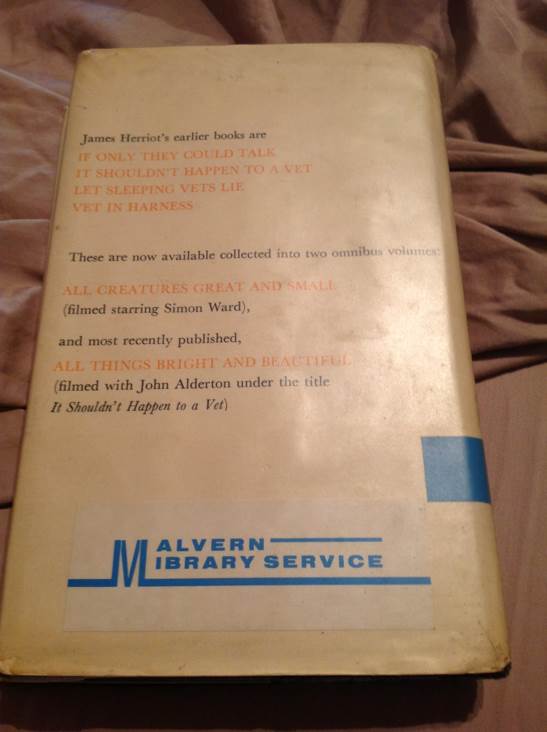 James Herriot's earlier books are
IF ONLY THEY COULD TALK
IT SHOULDN'T HAPPEN TO A VET
LET SLEEPING VETS LIE
VET IN HARNESS
These are now available collected into two omnibus volumes:
ALL CREATURES GREAT AND SMALL
(filmed starring Simon Ward),
and most recently published,
ALL THINGS BRIGHT AND BEAUTIFUL
(filmed with John Alderton under the title
It Shouldn't Happen to a Vet)
MALVERN
LIBRARY SERVICE